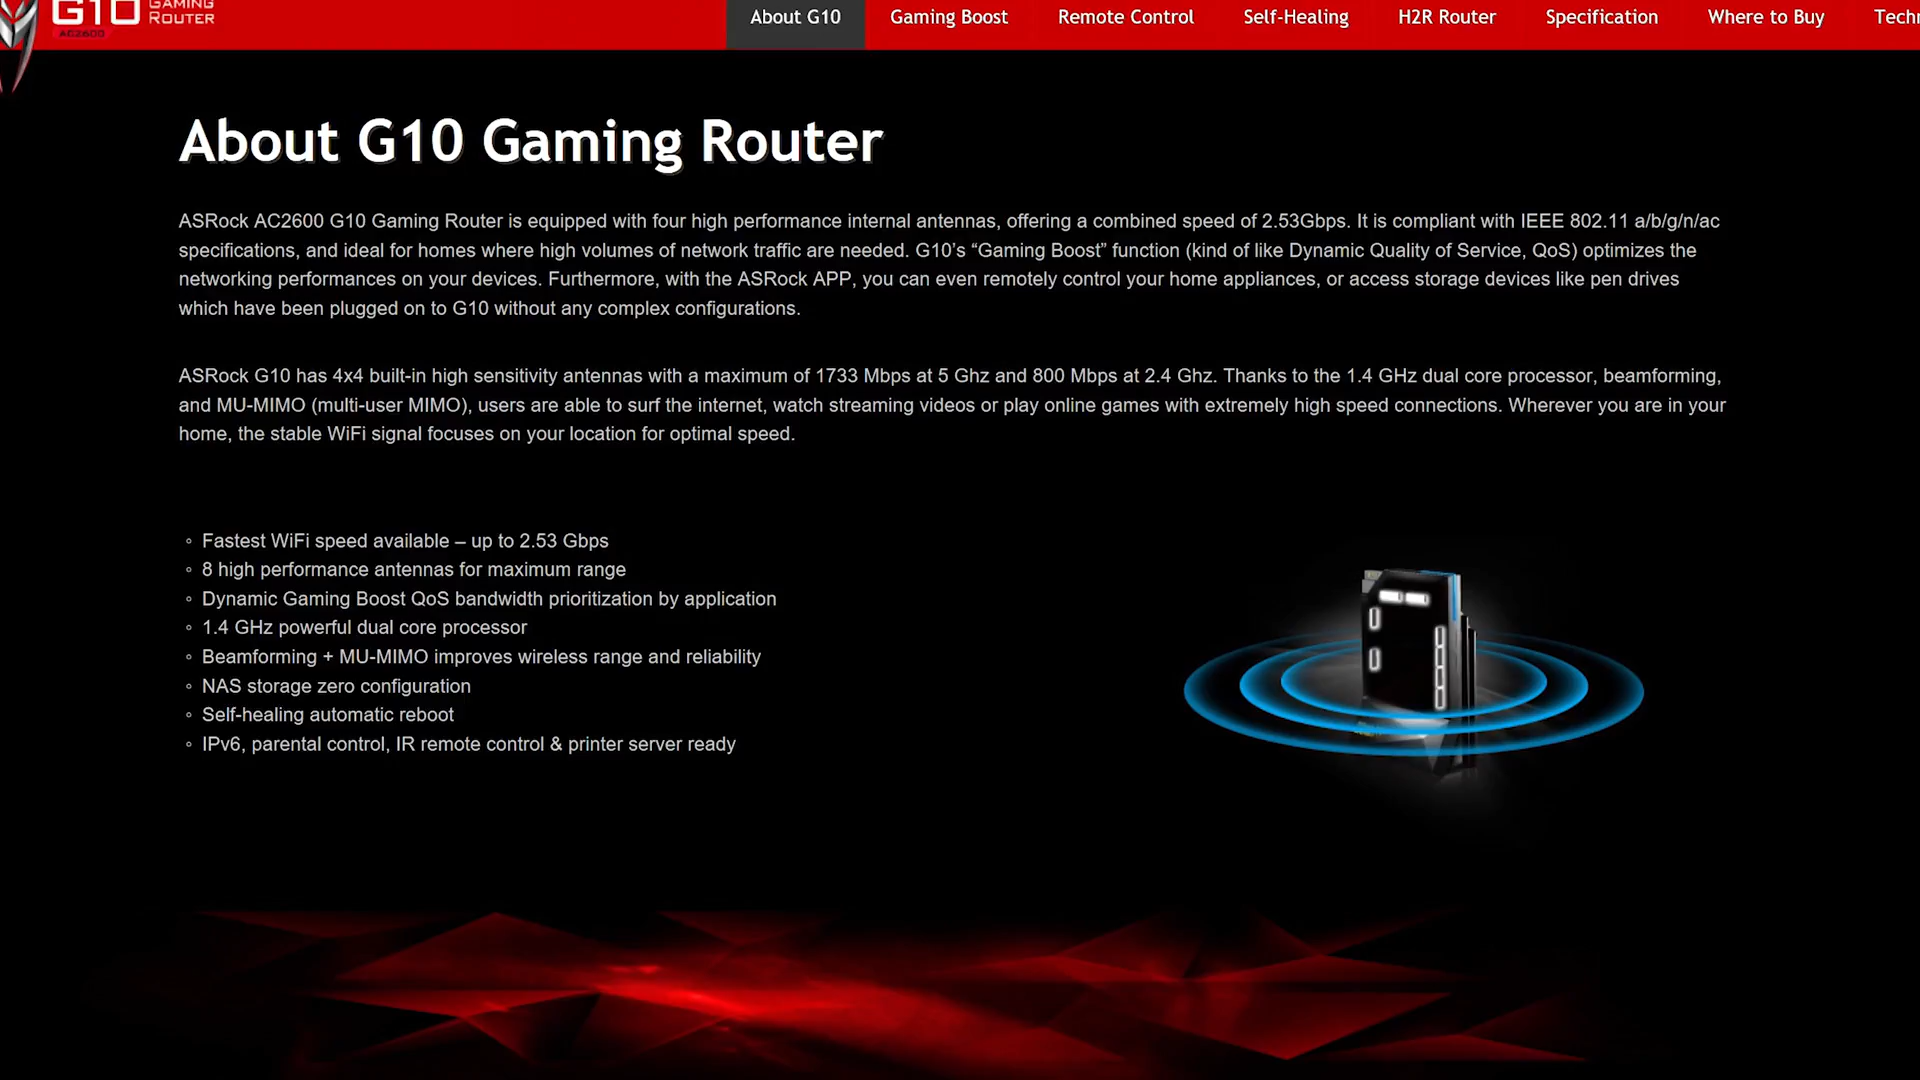 G10 GAMING
ROUTER
AC2600
About G10 Gaming Boost Remote Control Self-Healing H2R Router Specification Where to Buy Techn
About G10 Gaming Router
ASRock AC2600 G10 Gaming Router is equipped with four high performance internal antennas, offering a combined speed of 2.53Gbps. It is compliant with IEEE 802.11 a/b/g/n/ac
specifications, and ideal for homes where high volumes of network traffic are needed. G10’s “Gaming Boost” function (kind of like Dynamic Quality of Service, QoS) optimizes the
networking performances on your devices. Furthermore, with the ASRock APP, you can even remotely control your home appliances, or access storage devices like pen drives
which have been plugged on to G10 without any complex configurations.
ASRock G10 has 4x4 built-in high sensitivity antennas with a maximum of 1733 Mbps at 5 Ghz and 800 Mbps at 2.4 Ghz. Thanks to the 1.4 GHz dual core processor, beamforming,
and MU-MIMO (multi-user MIMO), users are able to surf the internet, watch streaming videos or play online games with extremely high speed connections. Wherever you are in your
home, the stable WiFi signal focuses on your location for optimal speed.
◦ Fastest WiFi speed available – up to 2.53 Gbps
◦ 8 high performance antennas for maximum range
◦ Dynamic Gaming Boost QoS bandwidth prioritization by application
◦ 1.4 GHz powerful dual core processor
◦ Beamforming + MU-MIMO improves wireless range and reliability
◦ NAS storage zero configuration
◦ Self-healing automatic reboot
◦ IPv6, parental control, IR remote control & printer server ready